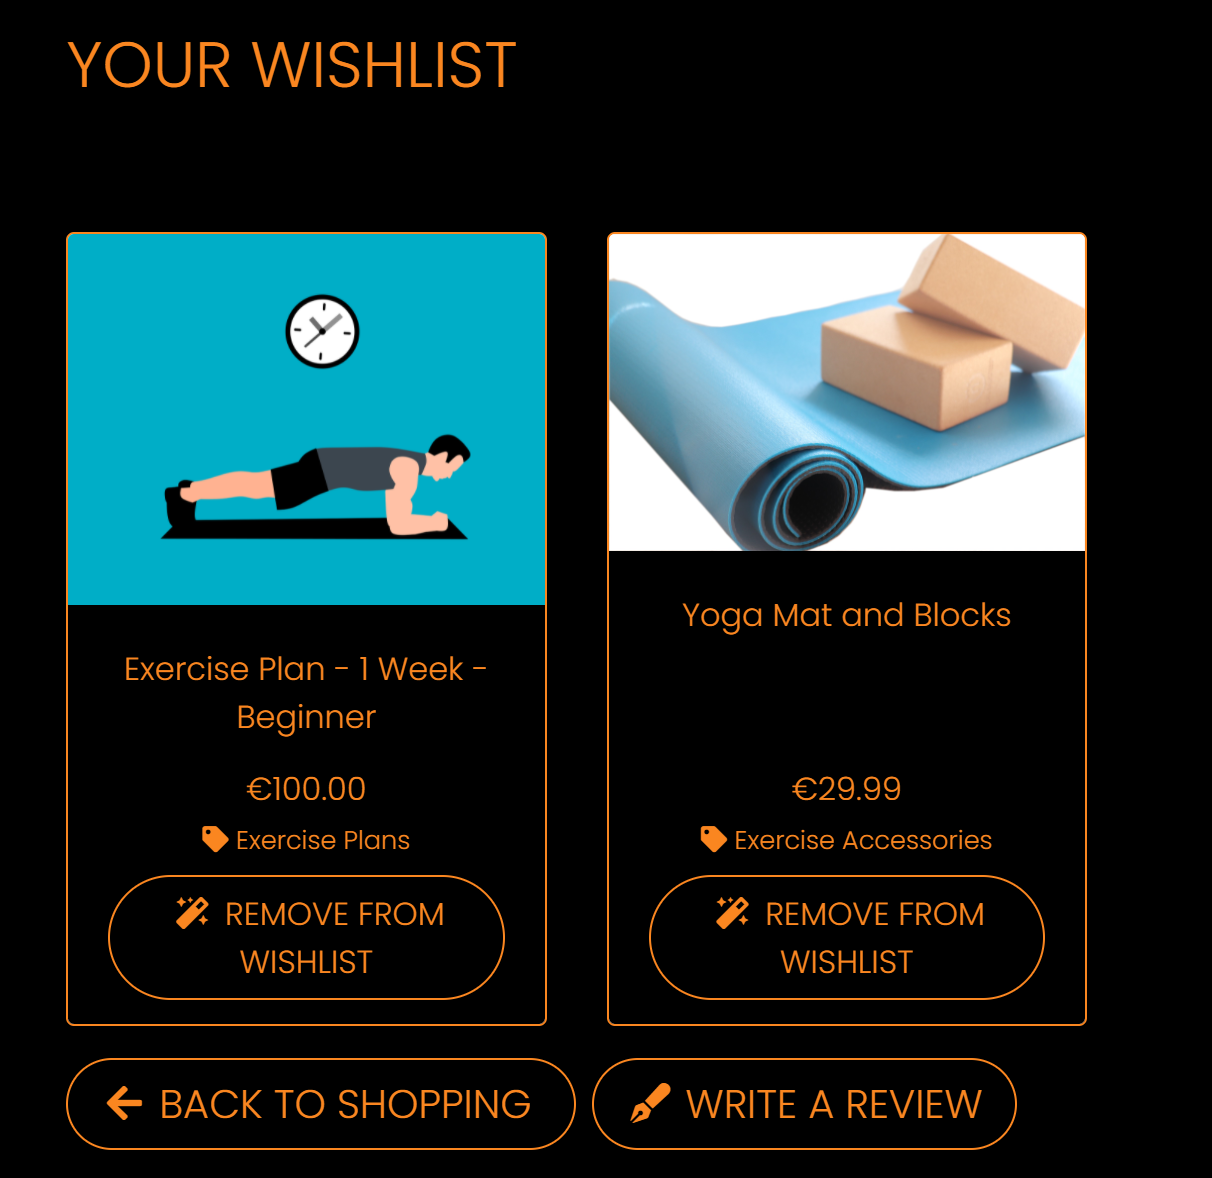 YOUR WISHLIST
Exercise Plan - 1 Week -
Beginner
€100.00
Exercise Plans
REMOVE FROM
WISHLIST
Yoga Mat and Blocks
€29.99
Exercise Accessories
REMOVE FROM
WISHLIST
BACK TO SHOPPING
WRITE A REVIEW